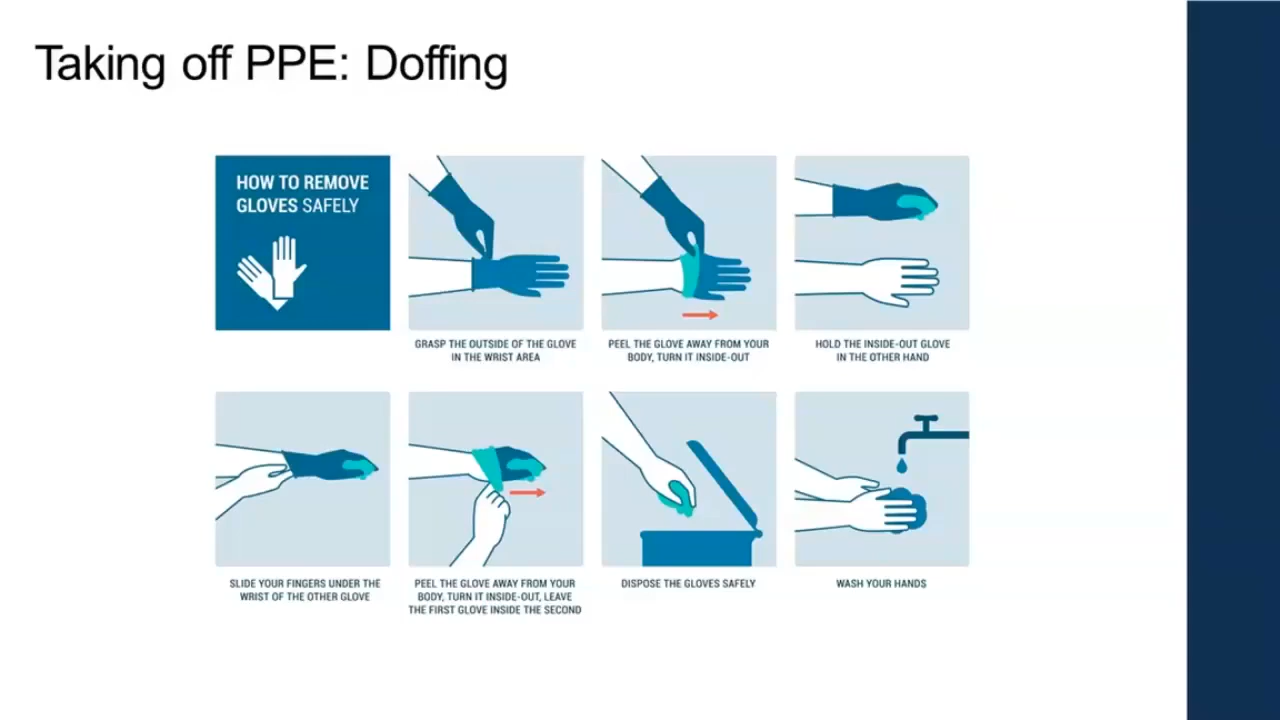 Taking off PPE: Doffing
HOW TO REMOVE
GLOVES SAFELY
GRASP THE OUTSIDE OF THE GLOVE
IN THE WRIST AREA
PEEL THE GLOVE AWAY FROM YOUR
BODY, TURN IT INSIDE-OUT
HOLD THE INSIDE-OUT GLOVE
IN THE OTHER HAND
SLIDE YOUR FINGERS UNDER THE
WRIST OF THE OTHER GLOVE
PEEL THE GLOVE AWAY FROM YOUR
BODY, TURN IT INSIDE-OUT, LEAVE
THE FIRST GLOVE INSIDE THE SECOND
DISPOSE THE GLOVES SAFELY
WASH YOUR HANDS